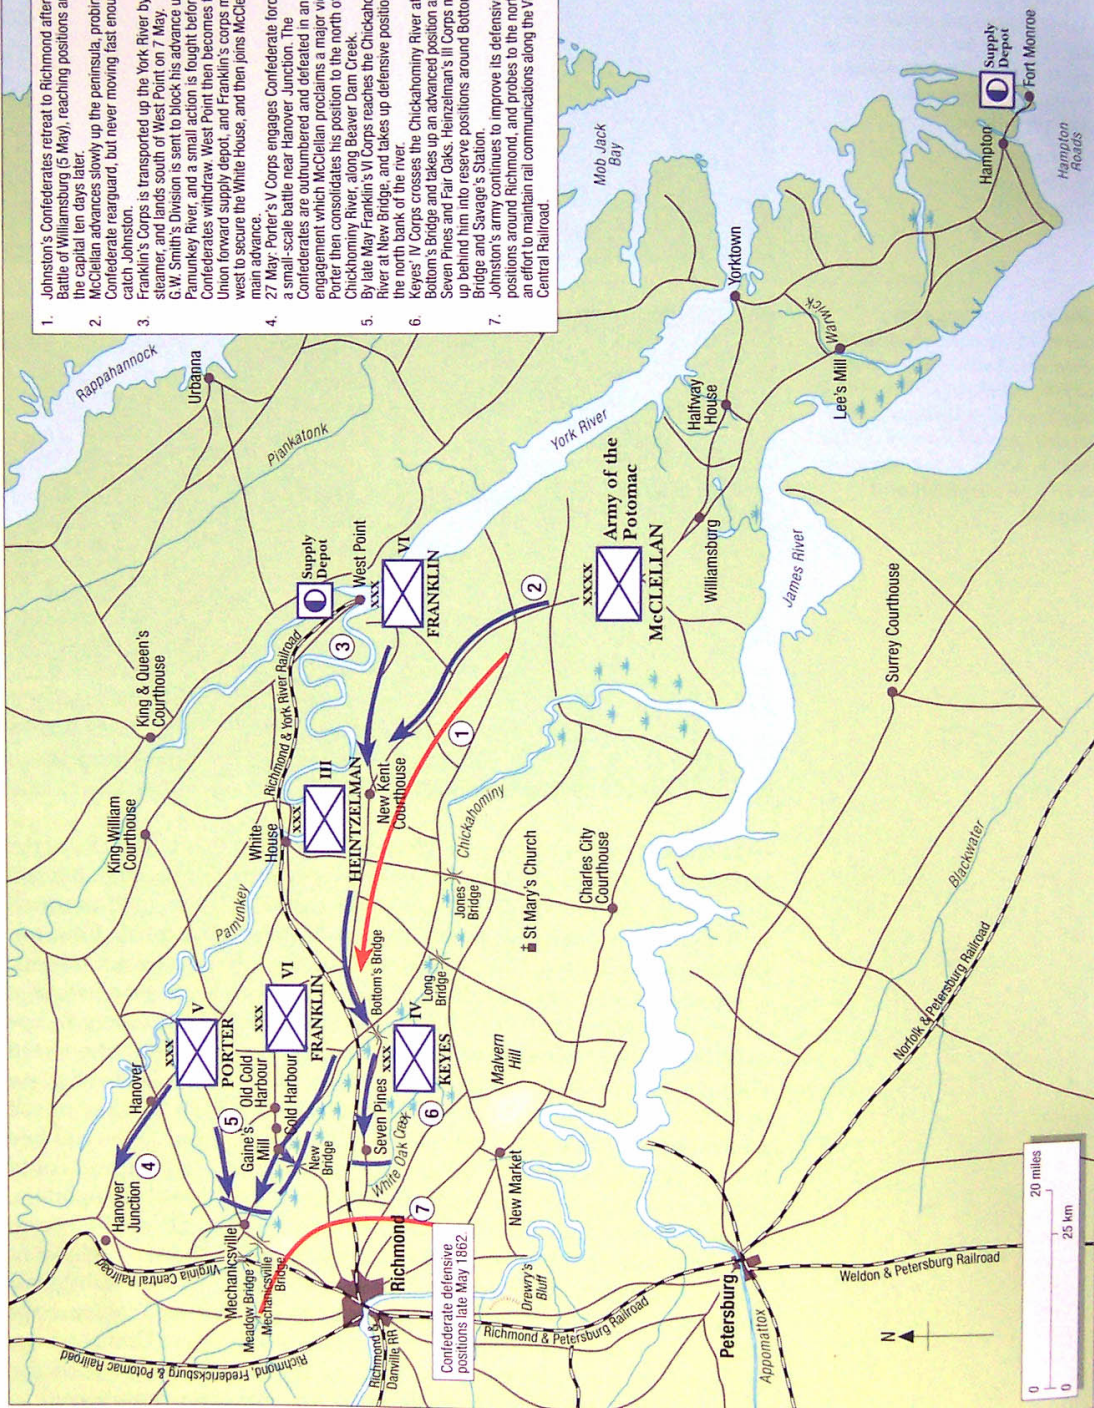 1. Johnston's Confederates retreat to Richmond after
Battle of Williamsburg (5 May), reaching positions
the capital ten days later.
2. McClellan advances slowly up the peninsula,
Confederate rearguard, but never moving fast
catch Johnston.
3. Franklin's Corps is transported up the York River by
steamer, and lands south of West Point on 7 May.
G.W. Smith's Division is sent to block his advance
Pamunkey River, and a small action is fought
Confederates withdraw. West Point then becomes
Union forward supply depot, and Franklin's corps
west to secure the White House, and then joins
main advance.
4. 27 May: Porter's V Corps engages Confederate
a small-scale battle near Hanover Junction. The
Confederates are outnumbered and defeated in an
engagement which McClellan proclaims a major
Porter then consolidates his position to the north of
Chickhominy River, along Beaver Dam Creek.
5. By late May Franklin's VI Corps reaches the
River at New Bridge, and takes up defensive
the north bank of the river.
6. Keyes' IV Corps crosses the Chickahominy River
Bottom's Bridge and takes up an advanced position
Seven Pines and Fair Oaks. Heinzelman's III Corps
up behind him into reserve positions around
Bridge and Savage's Station.
7. Johnston's army continues to improve its
positions around Richmond, and probes to the
an effort to maintain rail communications along the
Central Railroad.
Rappahannock
Urbanna
Piankatonk
Mob Jack
Bay
York River
Yorktown
Warwick
Lee's Mill
Halfway
House
Hampton
Supply
Depot
Fort Monroe
Hampton
Roads
Williamsburg
James River
XXXX
Army of the
Potomac
McCLELLAN
2
King & Queen's
Courthouse
Supply
Depot
West Point
XXX
VI
FRANKLIN
3
Richmond & York River Railroad
King William
Courthouse
White
House
XXX
III
HEINTZELMAN
New Kent
Courthouse
1
Pamunkey
Chickahominy
Jones
Bridge
St Mary's Church
Charles City
Courthouse
Surrey Courthouse
Blackwater
Norfolk & Petersburg Railroad
Long
Bridge
Bottom's Bridge
XXX
IV
KEYES
6
Malvern
Hill
XXX
V
PORTER
XXX
VI
FRANKLIN
Hanover
4
Hanover
Junction
5
Old Cold
Harbour
Cold Harbour
Gaine's
Mill
New
Bridge
Seven Pines
White Oak Creek
New Market
7
Virginia Central Railroad
Mechanicsville
Meadow Bridge
Mechanicsville
Bridge
Richmond
Richmond, Fredericksburg & Potomac Railroad
Richmond &
Danville RR
Confederate defensive
positions late May 1862.
Drewry's
Bluff
Richmond & Petersburg Railroad
Petersburg
Appomattox
Weldon & Petersburg Railroad
N
0
20 miles
0
25 km